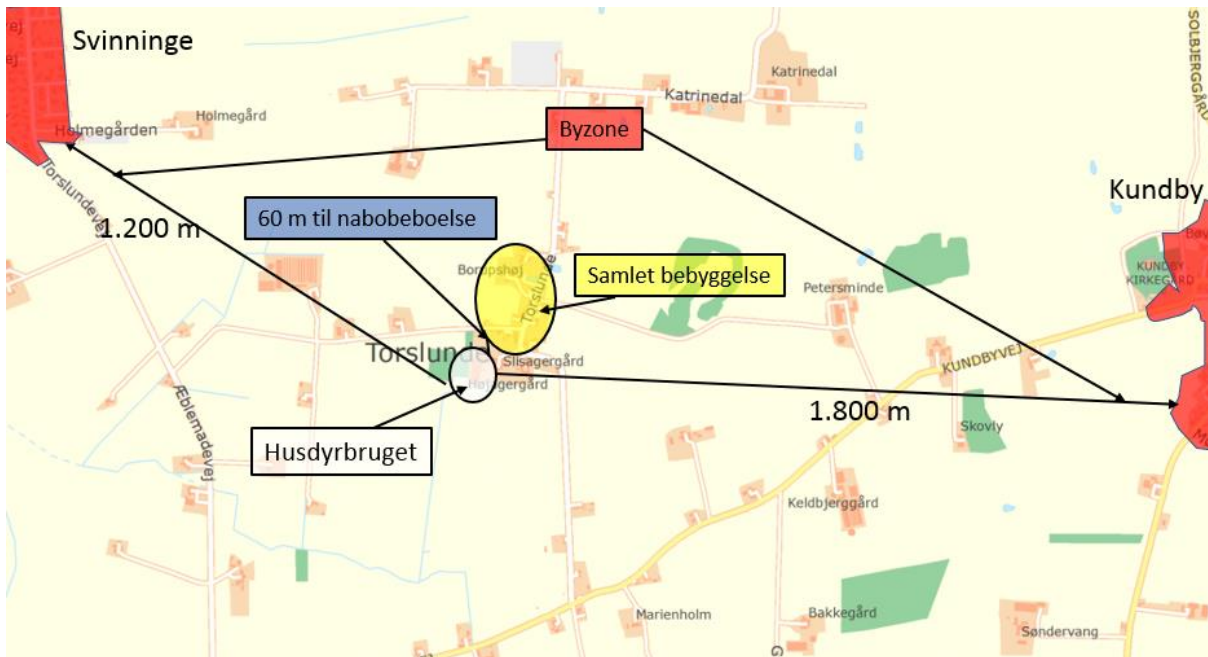 Svinninge
SOLBJERGGÅRD
Katrinedal
Katrinedal
Holmegård
Holmegården
Byzone
Torslundevej
Kundby
60 m til nabobeboelse
1.200 m
Borupshøj
Torslunde
Samlet bebyggelse
KUNDBY
KIRKEGÅRD
Petersminde
Torslunde
Slisagergård
KUNDBYVEJ
Højagergård
Æblemadevej
1.800 m
Skovly
Husdyrbruget
Keldbjerggård
Marienholm
Bakkegård
Søndervang
G